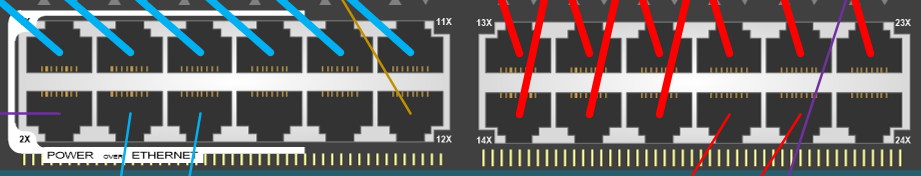 11X
13X
23X
2X
12X
14X
24X
POWER OVER ETHERNET